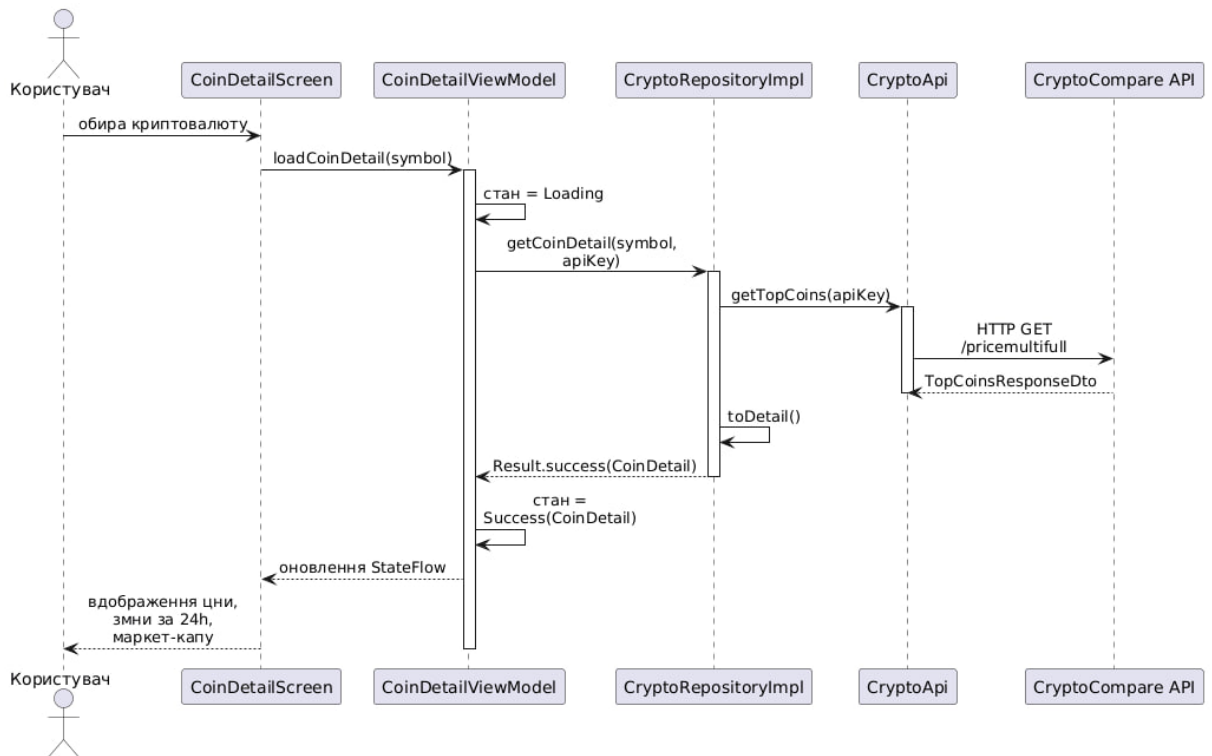 Користувач
CoinDetailScreen
CoinDetailViewModel
CryptoRepositoryImpl
CryptoApi
CryptoCompare API
обира криптовалюту
loadCoinDetail(symbol)
стан = Loading
getCoinDetail(symbol,
apiKey)
getTopCoins(apiKey)
HTTP GET
/pricemultifull
TopCoinsResponseDto
toDetail()
Result.success(CoinDetail)
стан =
Success(CoinDetail)
оновлення StateFlow
вдображення цни,
змни за 24h,
маркет-капу
Користувач
CoinDetailScreen
CoinDetailViewModel
CryptoRepositoryImpl
CryptoApi
CryptoCompare API